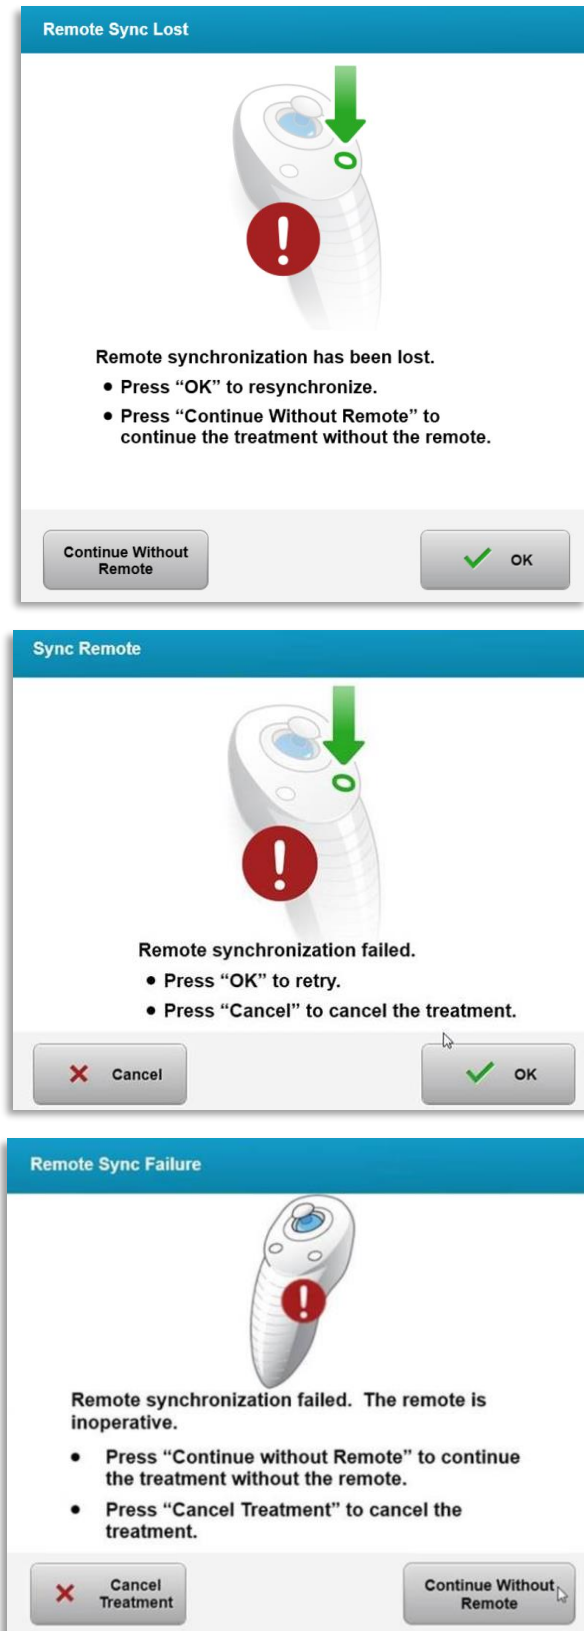 Remote Sync Lost
Remote synchronization has been lost.
● Press “OK” to resynchronize.
● Press “Continue Without Remote” to
continue the treatment without the remote.
Continue Without
Remote
OK
Sync Remote
Remote synchronization failed.
● Press “OK” to retry.
● Press “Cancel” to cancel the treatment.
Cancel
OK
Remote Sync Failure
Remote synchronization failed.  The remote is
inoperative.
● Press “Continue without Remote” to continue
the treatment without the remote.
● Press “Cancel Treatment” to cancel the
treatment.
Cancel
Treatment
Continue Without
Remote